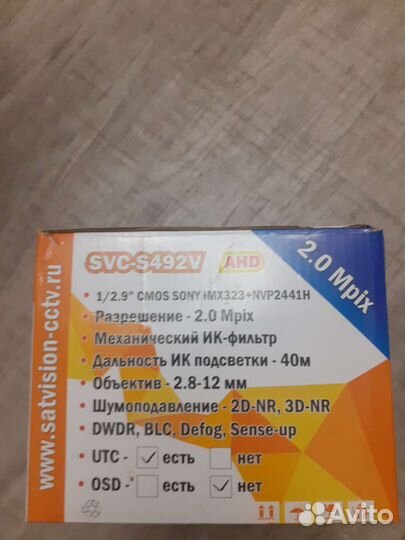 SVC-S492V
AHD
2.0 Mpix
www.satvision-cctv.ru
1/2.9" CMOS SONY IMX323+NVP2441H
Разрешение - 2.0 Mpix
Механический ИК-фильтр
Дальность ИК подсветки - 40м
Объектив - 2.8-12 мм
Шумоподавление - 2D-NR, 3D-NR
DWDR, BLC, Defog, Sense-up
UTC - есть нет
OSD - есть нет
Avito